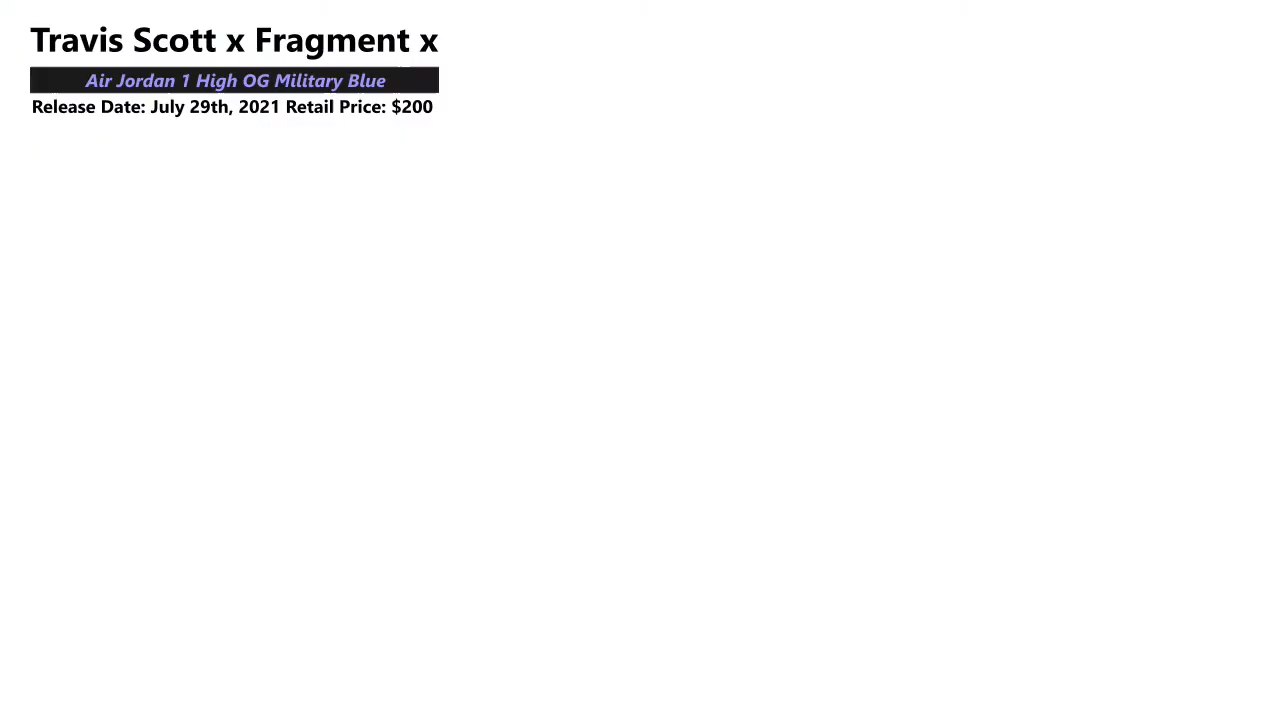 Travis Scott x Fragment x
Air Jordan 1 High OG Military Blue
Release Date: July 29th, 2021 Retail Price: $200